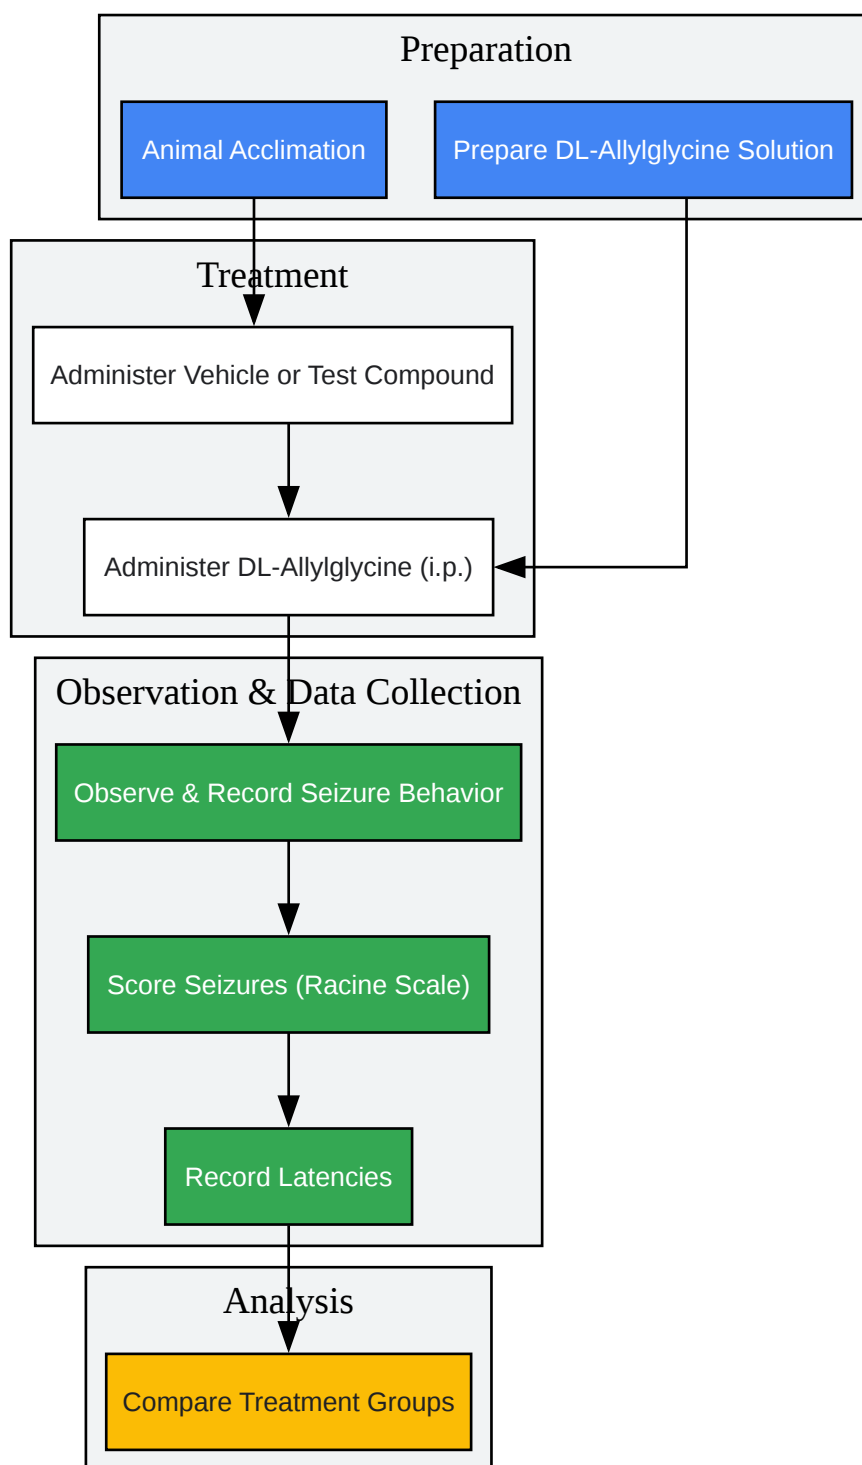 Preparation
Animal Acclimation
Prepare DL-Allylglycine Solution
Treatment
Administer Vehicle or Test Compound
Administer DL-Allylglycine (i.p.)
Observation & Data Collection
Observe & Record Seizure Behavior
Score Seizures (Racine Scale)
Record Latencies
Analysis
Compare Treatment Groups